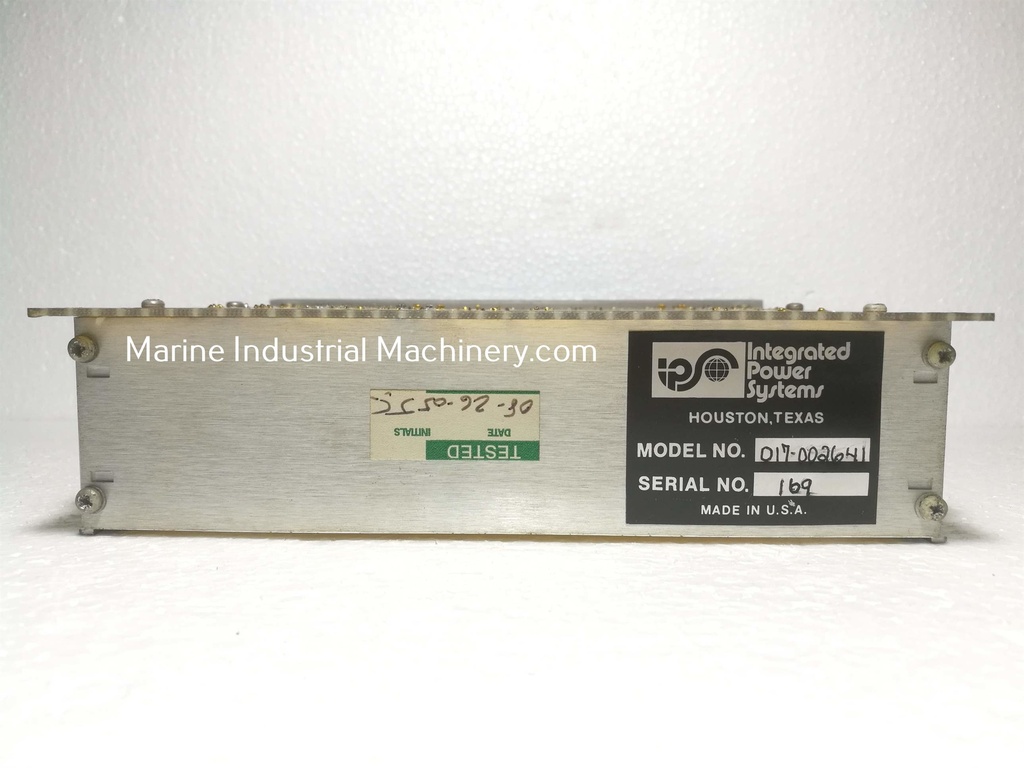 Marine Industrial Machinery.com
ips Integrated
Power
Systems
HOUSTON, TEXAS
MODEL NO. 017-002641
SERIAL NO. 169
MADE IN U.S.A.
TESTED
DATE INITIALS